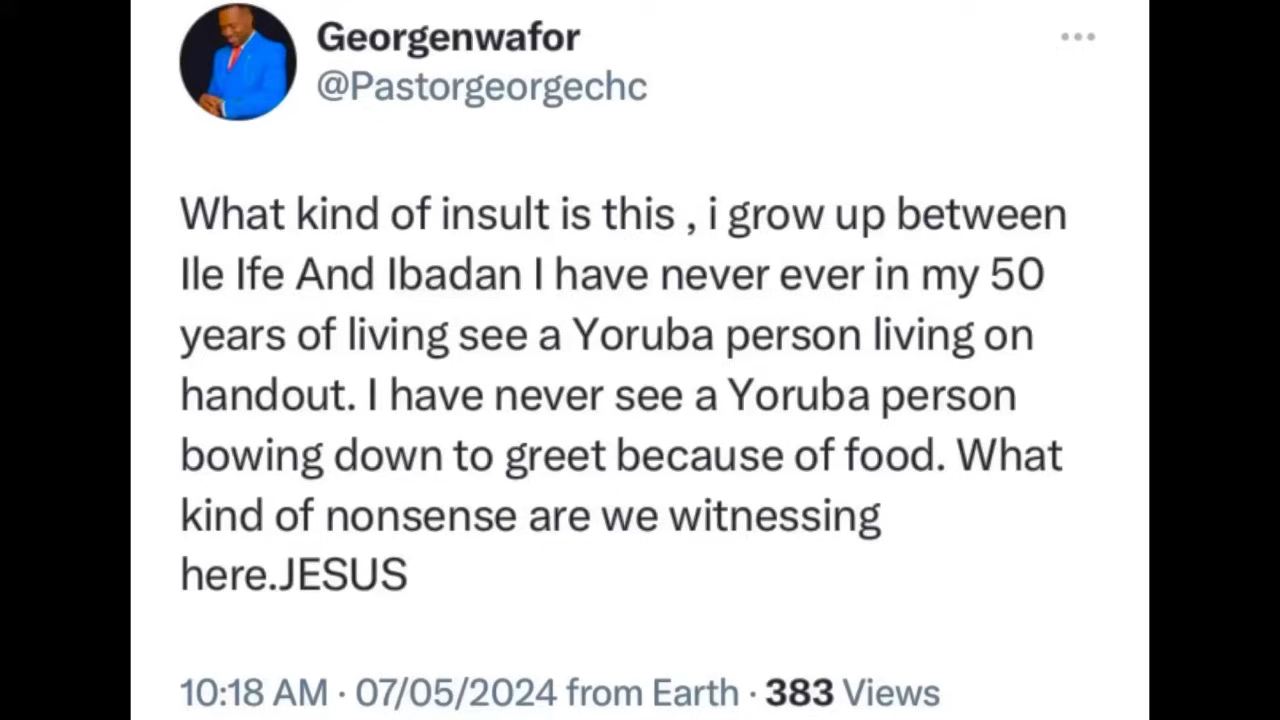 Georgenwafor
@Pastorgeorgechc
What kind of insult is this , i grow up between
Ile Ife And Ibadan I have never ever in my 50
years of living see a Yoruba person living on
handout. I have never see a Yoruba person
bowing down to greet because of food. What
kind of nonsense are we witnessing
here.JESUS
10:18 AM · 07/05/2024 from Earth · 383 Views